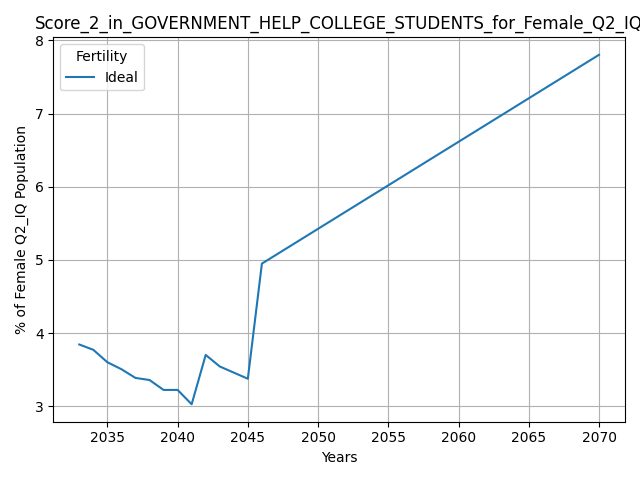 Score_2_in_GOVERNMENT_HELP_COLLEGE_STUDENTS_for_Female_Q2_IQ
Fertility
Ideal
% of Female Q2_IQ Population
8
7
6
5
4
3
2035 2040 2045 2050 2055 2060 2065 2070
Years